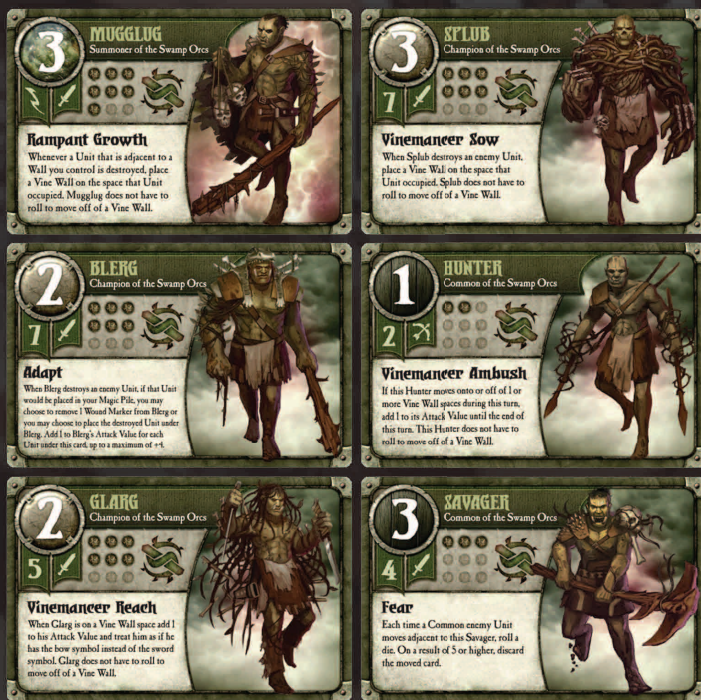 3
MUGGLUG
Summoner of the Swamp Orcs
Rampant Growth
Whenever a Unit that is adjacent to a
Wall you control is destroyed, place
a Vine Wall on the space that Unit
occupied. Mugglug does not have to
roll to move off of a Vine Wall.
3
SPLUB
Champion of the Swamp Orcs
7
Vinemancer Sow
When Splub destroys an enemy Unit,
place a Vine Wall on the space that
Unit occupied. Splub does not have to
roll to move off of a Vine Wall.
2
BLERG
Champion of the Swamp Orcs
7
Adapt
When Blerg destroys an enemy Unit, if that Unit
would be placed in your Magic Pile, you may
choose to remove 1 Wound Marker from Blerg or
you may choose to place the destroyed Unit under
Blerg. Add 1 to Blerg's Attack Value for each
Unit under this card, up to a maximum of +4.
1
HUNTER
Common of the Swamp Orcs
2
Vinemancer Ambush
If this Hunter moves onto or off of 1 or
more Vine Wall spaces during this turn,
add 1 to its Attack Value until the end of
this turn. This Hunter does not have to
roll to move off of a Vine Wall.
2
GLARG
Champion of the Swamp Orcs
5
Vinemancer Reach
When Glarg is on a Vine Wall space add 1
to his Attack Value and treat him as if he
has the bow symbol instead of the sword
symbol. Glarg does not have to roll to
move off of a Vine Wall.
3
SAVAGER
Common of the Swamp Orcs
4
Fear
Each time a Common enemy Unit
moves adjacent to this Savager, roll a
die. On a result of 5 or higher, discard
the moved card.